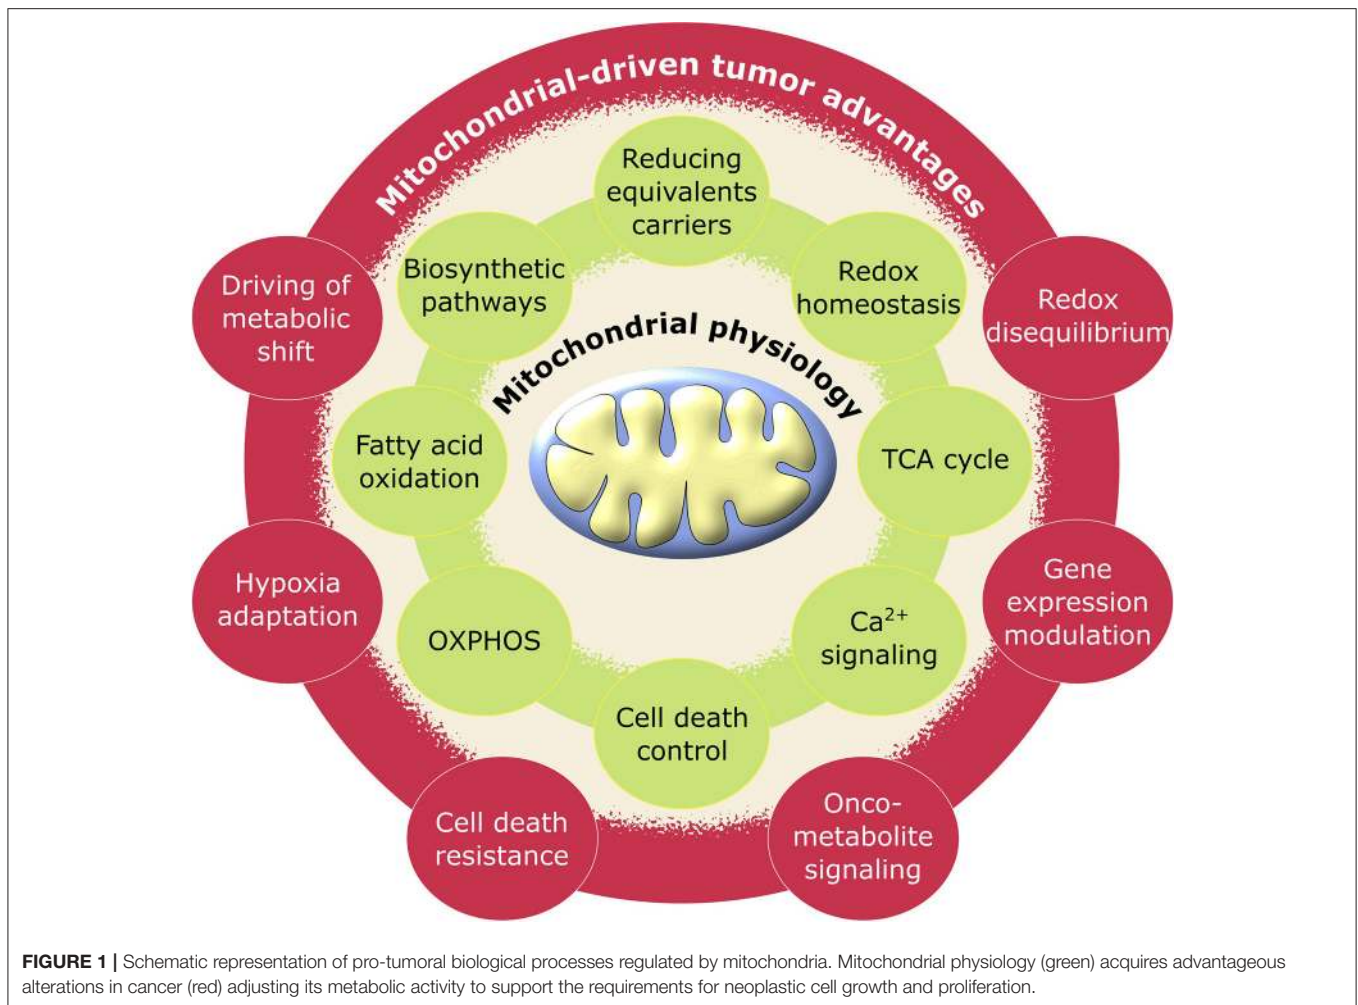 Mitochondrial-driven tumor advantages
Reducing
equivalents
carriers
Biosynthetic
pathways
Redox
homeostasis
Driving of
metabolic
shift
Redox
disequilibrium
Mitochondrial physiology
Fatty acid
oxidation
TCA cycle
Hypoxia
adaptation
Gene
expression
modulation
OXPHOS
Ca²⁺
signaling
Cell death
control
Cell death
resistance
Onco-
metabolite
signaling
FIGURE 1 | Schematic representation of pro-tumoral biological processes regulated by mitochondria. Mitochondrial physiology (green) acquires advantageous
alterations in cancer (red) adjusting its metabolic activity to support the requirements for neoplastic cell growth and proliferation.